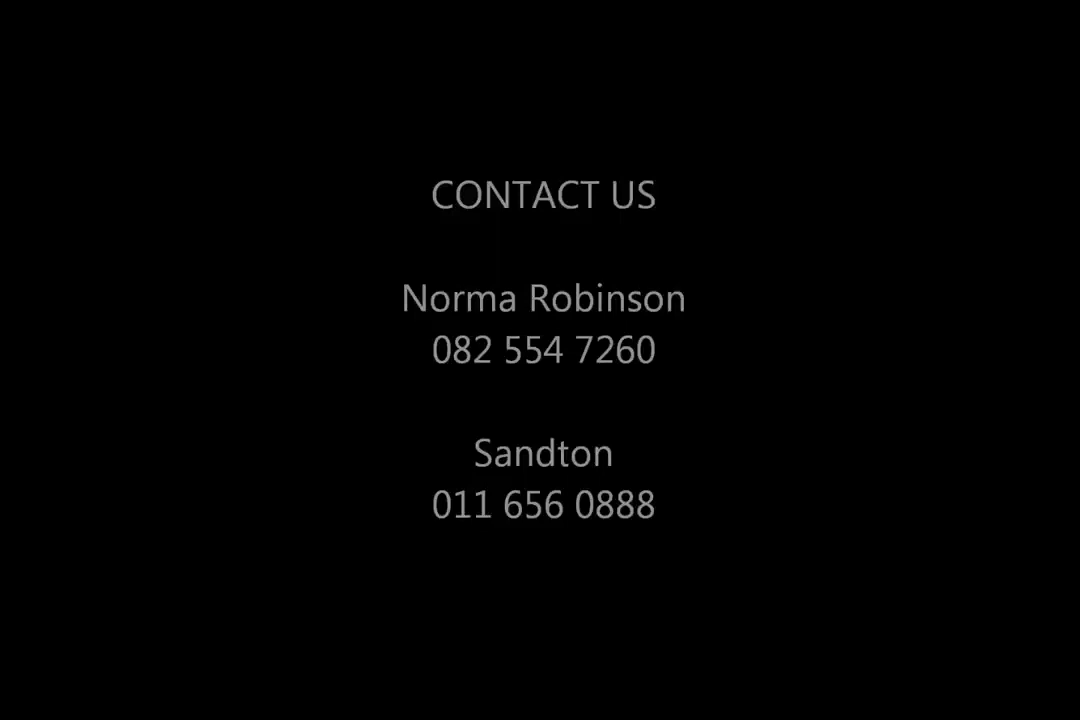 CONTACT US
Norma Robinson
082 554 7260
Sandton
011 656 0888